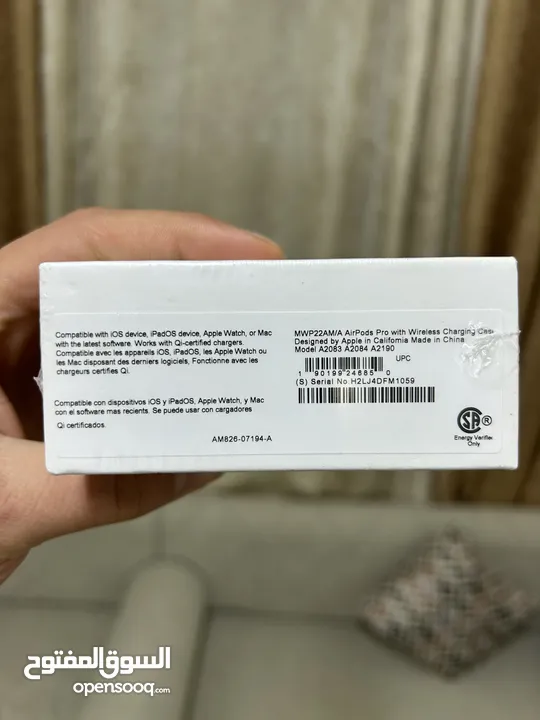 Compatible with iOS device, iPadOS device, Apple Watch, or Mac
with the latest software. Works with Qi-certified chargers.
Compatible avec les appareils iOS, iPadOS, les Apple Watch ou
les Mac disposant des derniers logiciels, Fonctionne avec les
chargeurs certifies Qi.
Compatible con dispositivos iOS y iPadOS, Apple Watch, y Mac
con el software mas recients. Se puede usar con cargadores
Qi certificados.
AM826-07194-A
MWP22AM/A AirPods Pro with Wireless Charging Case
Designed by Apple in California Made in China
Model A2083 A2084 A2190
UPC
1 90199 24685 0
(S) Serial No.H2LJ4DFM1059
SA ®
Energy Verified
Only
السوق المفتوح
opensooq.com